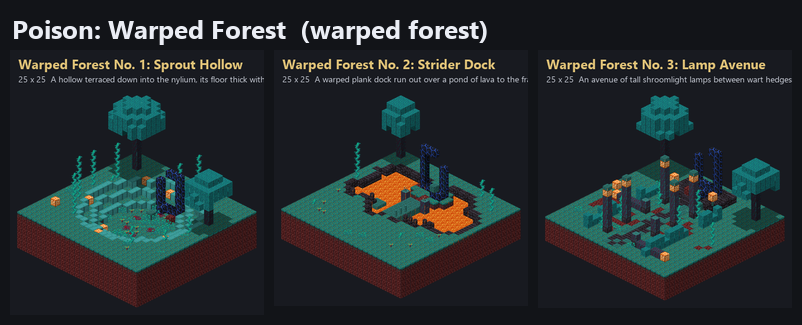 Poison: Warped Forest (warped forest)
Warped Forest No. 1: Sprout Hollow
25 x 25 A hollow terraced down into the nylium, its floor thick with
Warped Forest No. 2: Strider Dock
25 x 25 A warped plank dock run out over a pond of lava to the
Warped Forest No. 3: Lamp Avenue
25 x 25 An avenue of tall shroomlight lamps between wart hedges